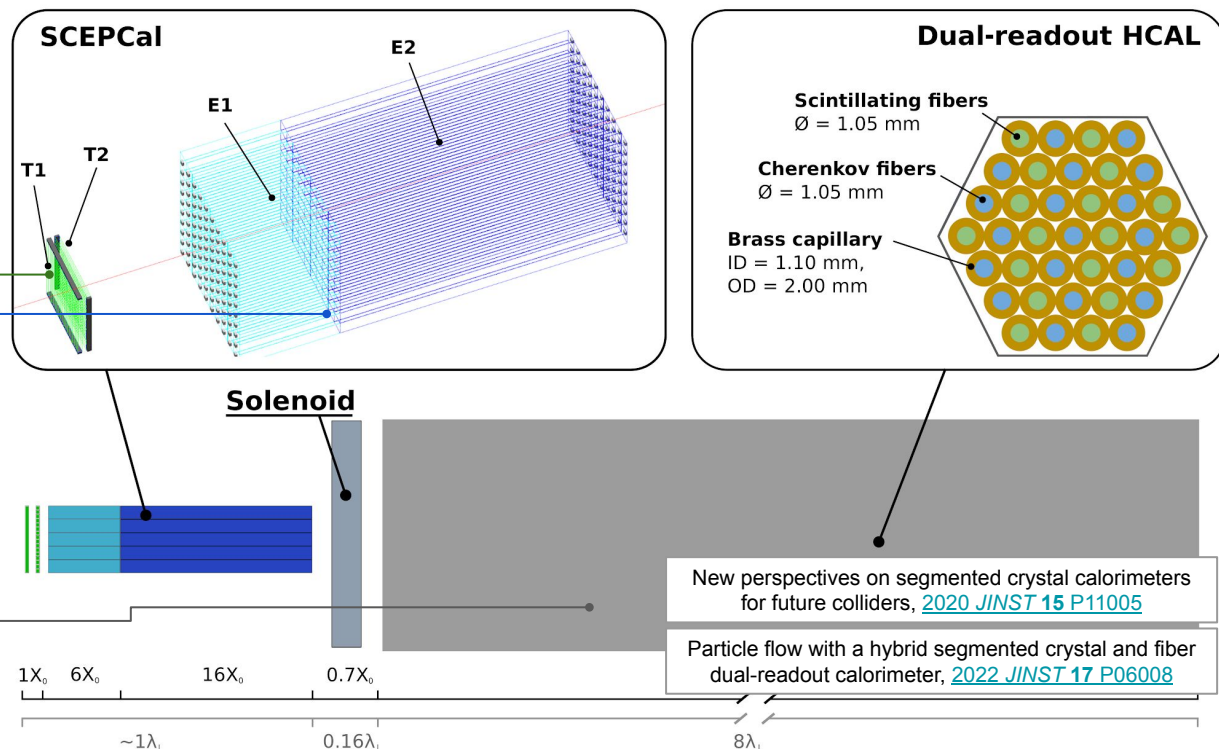 SCEPCal
E1
E2
T1
T2
Dual-readout HCAL
Scintillating fibers
Ø = 1.05 mm
Cherenkov fibers
Ø = 1.05 mm
Brass capillary
ID = 1.10 mm,
OD = 2.00 mm
Solenoid
New perspectives on segmented crystal calorimeters
for future colliders, 2020 JINST 15 P11005
Particle flow with a hybrid segmented crystal and fiber
dual-readout calorimeter, 2022 JINST 17 P06008
1X₀ 6X₀ 16X₀ 0.7X₀
~1λ 0.16λ 8λ